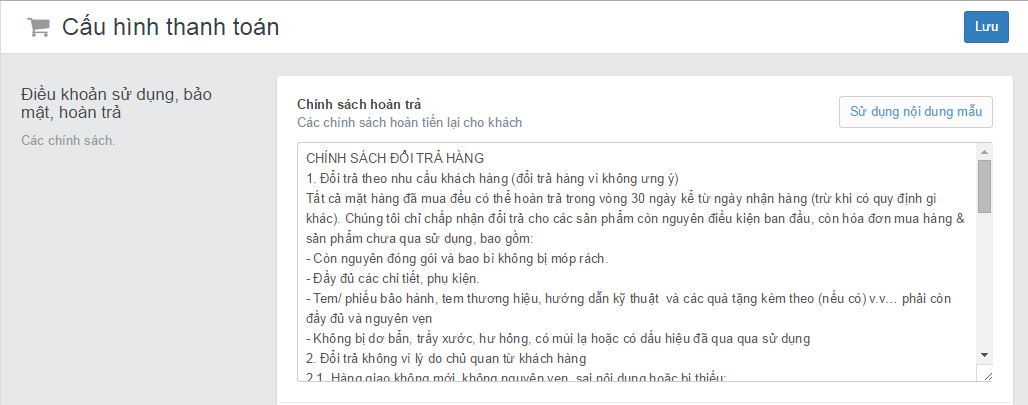 Cấu hình thanh toán
Lưu
Điều khoản sử dụng, bảo
mật, hoàn trả
Các chính sách.
Chính sách hoàn trả
Các chính sách hoàn tiền lại cho khách
Sử dụng nội dung mẫu
CHÍNH SÁCH ĐỔI TRẢ HÀNG
1. Đổi trả theo nhu cầu khách hàng (đổi trả hàng vì không ưng ý)
Tất cả mặt hàng đã mua đều có thể hoàn trả trong vòng 30 ngày kể từ ngày nhận hàng (trừ khi có quy định gì
khác). Chúng tôi chỉ chấp nhận đổi trả cho các sản phẩm còn nguyên điều kiện ban đầu, còn hóa đơn mua hàng &
sản phẩm chưa qua sử dụng, bao gồm:
- Còn nguyên đóng gói và bao bì không bị móp rách.
- Đầy đủ các chi tiết, phụ kiện.
- Tem/ phiếu bảo hành, tem thương hiệu, hướng dẫn kỹ thuật  và các quà tặng kèm theo (nếu có) v.v… phải còn
đầy đủ và nguyên vẹn
- Không bị dơ bẩn, trầy xước, hư hỏng, có mùi lạ hoặc có dấu hiệu đã qua qua sử dụng
2. Đổi trả không vì lý do chủ quan từ khách hàng
2.1. Hàng giao không mới, không nguyên vẹn, sai nội dung hoặc bị thiếu: